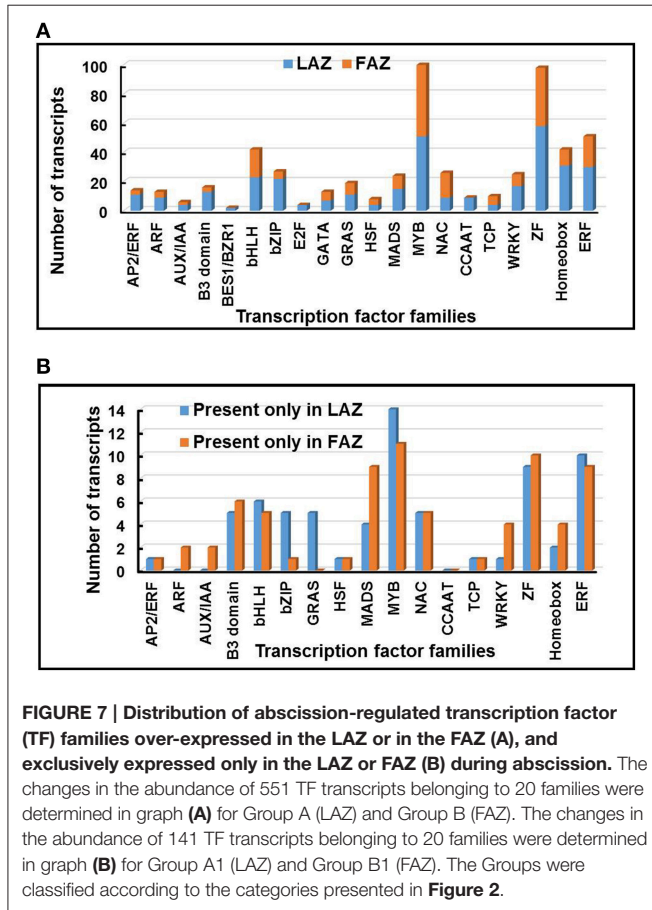 A
LAZ FAZ
Number of transcripts
100
80
60
40
20
0
AP2/ERF
ARF
AUX/IAA
B3 domain
BES1/BZR1
bHLH
bZIP
E2F
GATA
GRAS
HSF
MADS
MYB
NAC
CCAAT
TCP
WRKY
ZF
Homeobox
ERF
Transcription factor families
B
Present only in LAZ
Present only in FAZ
Number of transcripts
14
12
10
8
6
4
2
0
AP2/ERF
ARF
AUX/IAA
B3 domain
bHLH
bZIP
GRAS
HSF
MADS
MYB
NAC
CCAAT
TCP
WRKY
ZF
Homeobox
ERF
Transcription factor families
FIGURE 7 | Distribution of abscission-regulated transcription factor
(TF) families over-expressed in the LAZ or in the FAZ (A), and
exclusively expressed only in the LAZ or FAZ (B) during abscission. The
changes in the abundance of 551 TF transcripts belonging to 20 families were
determined in graph (A) for Group A (LAZ) and Group B (FAZ). The changes in
the abundance of 141 TF transcripts belonging to 20 families were determined
in graph (B) for Group A1 (LAZ) and Group B1 (FAZ). The Groups were
classified according to the categories presented in Figure 2.